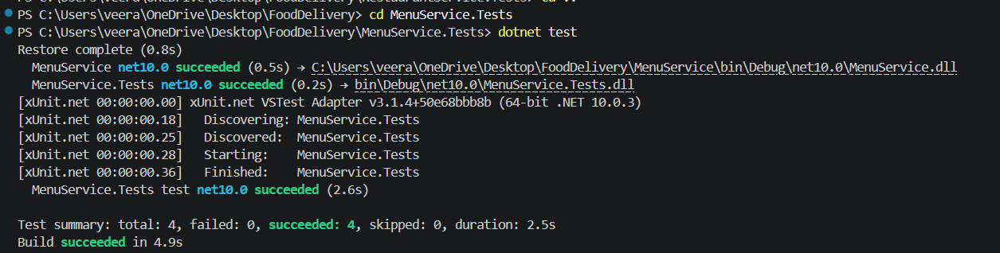 PS C:\Users\veera\OneDrive\Desktop\FoodDelivery> cd MenuService.Tests
PS C:\Users\veera\OneDrive\Desktop\FoodDelivery\MenuService.Tests> dotnet test
Restore complete (0.8s)
MenuService net10.0 succeeded (0.5s) → C:\Users\veera\OneDrive\Desktop\FoodDelivery\MenuService\bin\Debug\net10.0\MenuService.dll
MenuService.Tests net10.0 succeeded (0.2s) → bin\Debug\net10.0\MenuService.Tests.dll
[xUnit.net 00:00:00.00] xUnit.net VSTest Adapter v3.1.4+50e68bbb8b (64-bit .NET 10.0.3)
[xUnit.net 00:00:00.18]   Discovering: MenuService.Tests
[xUnit.net 00:00:00.25]   Discovered:  MenuService.Tests
[xUnit.net 00:00:00.28]   Starting:    MenuService.Tests
[xUnit.net 00:00:00.36]   Finished:    MenuService.Tests
MenuService.Tests test net10.0 succeeded (2.6s)
Test summary: total: 4, failed: 0, succeeded: 4, skipped: 0, duration: 2.5s
Build succeeded in 4.9s